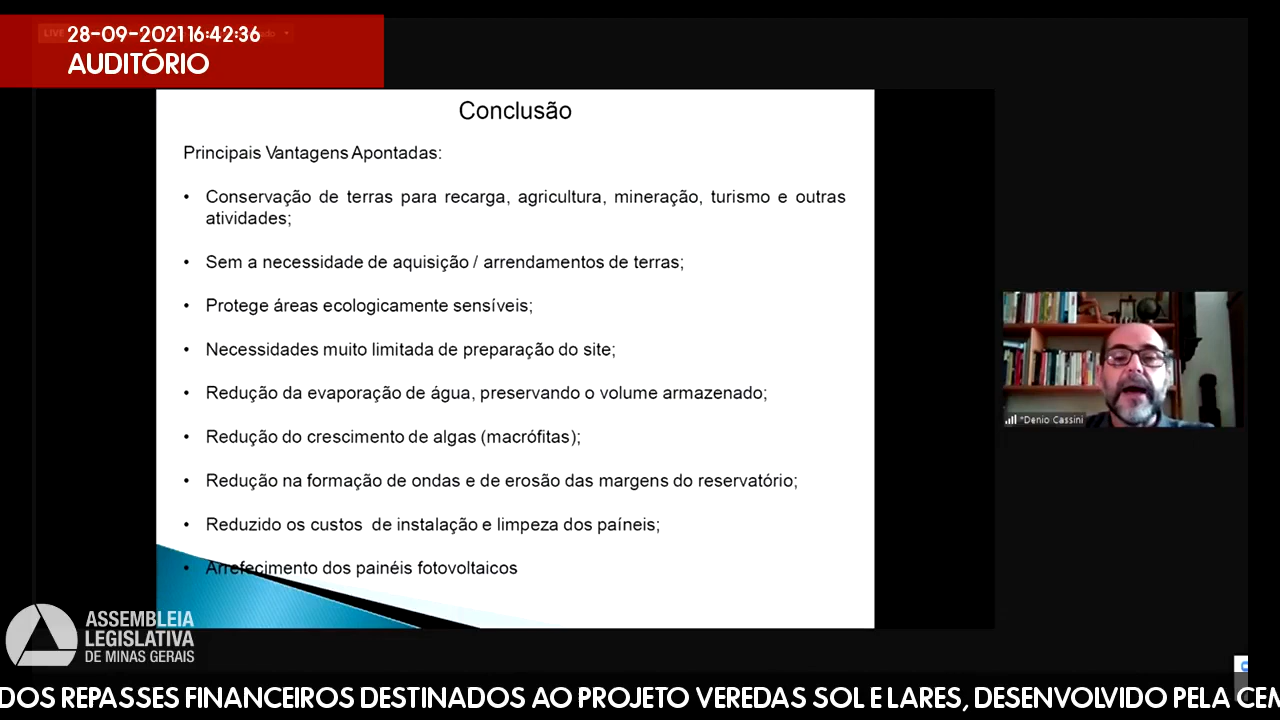 LIVE
28-09-2021 16:42:36
AUDITÓRIO
Conclusão
Principais Vantagens Apontadas:
• Conservação de terras para recarga, agricultura, mineração, turismo e outras
atividades;
• Sem a necessidade de aquisição / arrendamentos de terras;
• Protege áreas ecologicamente sensíveis;
• Necessidades muito limitada de preparação do site;
• Redução da evaporação de água, preservando o volume armazenado;
• Redução do crescimento de algas (macrófitas);
• Redução na formação de ondas e de erosão das margens do reservatório;
• Reduzido os custos de instalação e limpeza dos paíneis;
• Arrefecimento dos painéis fotovoltaicos
*Denio Cassini
ASSEMBLEIA
LEGISLATIVA
DE MINAS GERAIS
DOS REPASSES FINANCEIROS DESTINADOS AO PROJETO VEREDAS SOL E LARES, DESENVOLVIDO PELA CEM